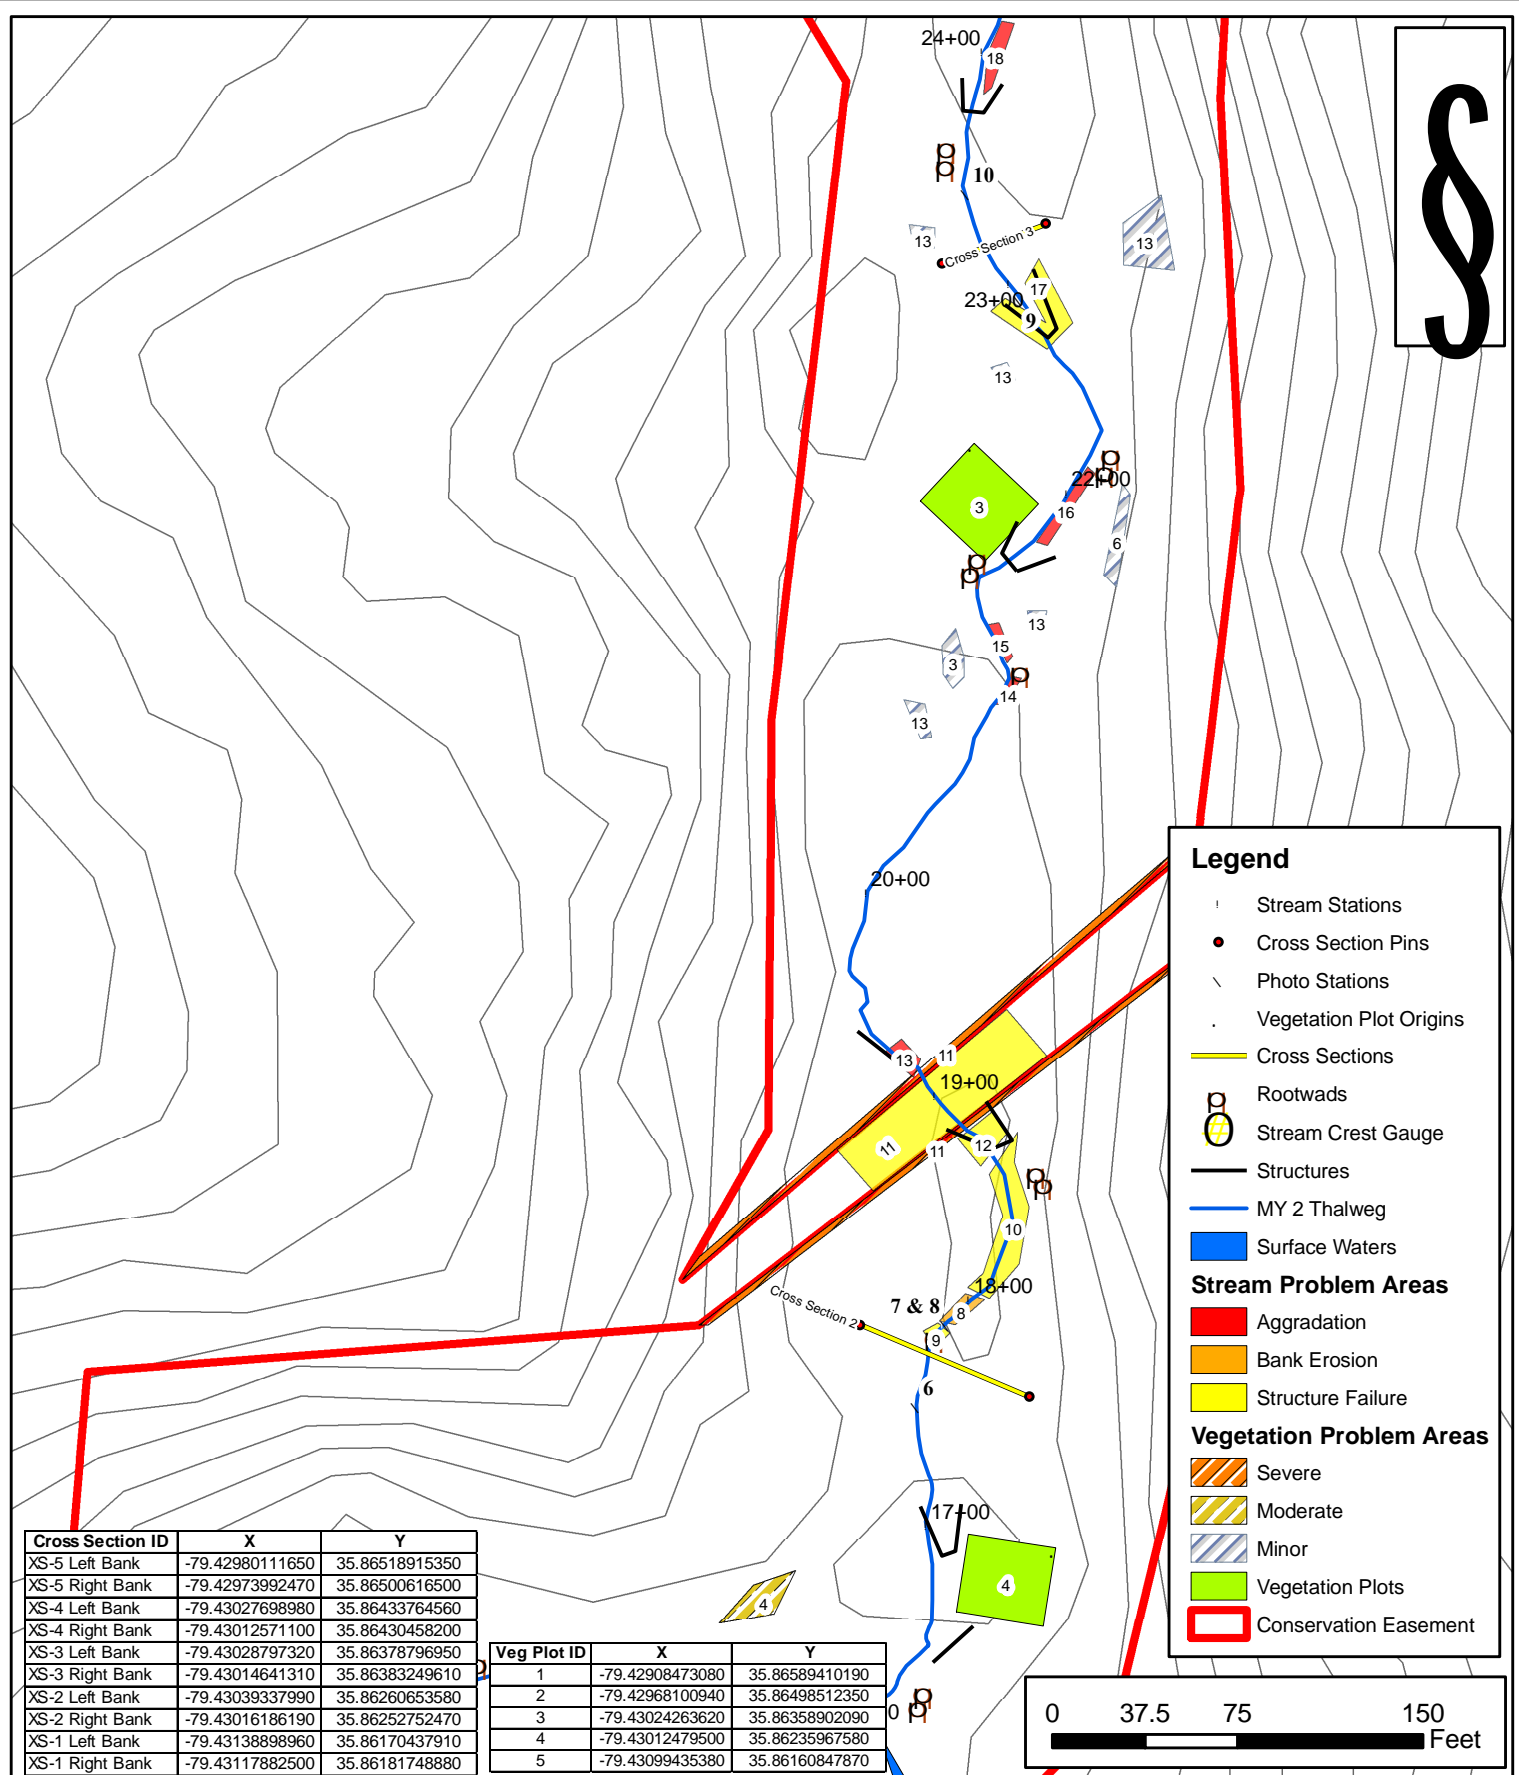 24+00
18
10
13
Cross Section 3
13
17
23+00
9
13
3
22+00
16
6
13
15
3
14
13
20+00
13
11
19+00
11
11
12
10
18+00
7 & 8
8
Cross Section 2
9
6
17+00
4
4
0
Legend
Stream Stations
Cross Section Pins
Photo Stations
Vegetation Plot Origins
Cross Sections
Rootwads
Stream Crest Gauge
Structures
MY 2 Thalweg
Surface Waters
Stream Problem Areas
Aggradation
Bank Erosion
Structure Failure
Vegetation Problem Areas
Severe
Moderate
Minor
Vegetation Plots
Conservation Easement
Cross Section ID X Y
XS-5 Left Bank -79.42980111650 35.86518915350
XS-5 Right Bank -79.42973992470 35.86500616500
XS-4 Left Bank -79.43027698980 35.86433764560
XS-4 Right Bank -79.43012571100 35.86430458200
XS-3 Left Bank -79.43028797320 35.86378796950
XS-3 Right Bank -79.43014641310 35.86383249610
XS-2 Left Bank -79.43039337990 35.86260653580
XS-2 Right Bank -79.43016186190 35.86252752470
XS-1 Left Bank -79.43138898960 35.86170437910
XS-1 Right Bank -79.43117882500 35.86181748880
Veg Plot ID X Y
1 -79.42908473080 35.86589410190
2 -79.42968100940 35.86498512350
3 -79.43024263620 35.86358902090
4 -79.43012479500 35.86235967580
5 -79.43099435380 35.86160847870
0 37.5 75 150
Feet